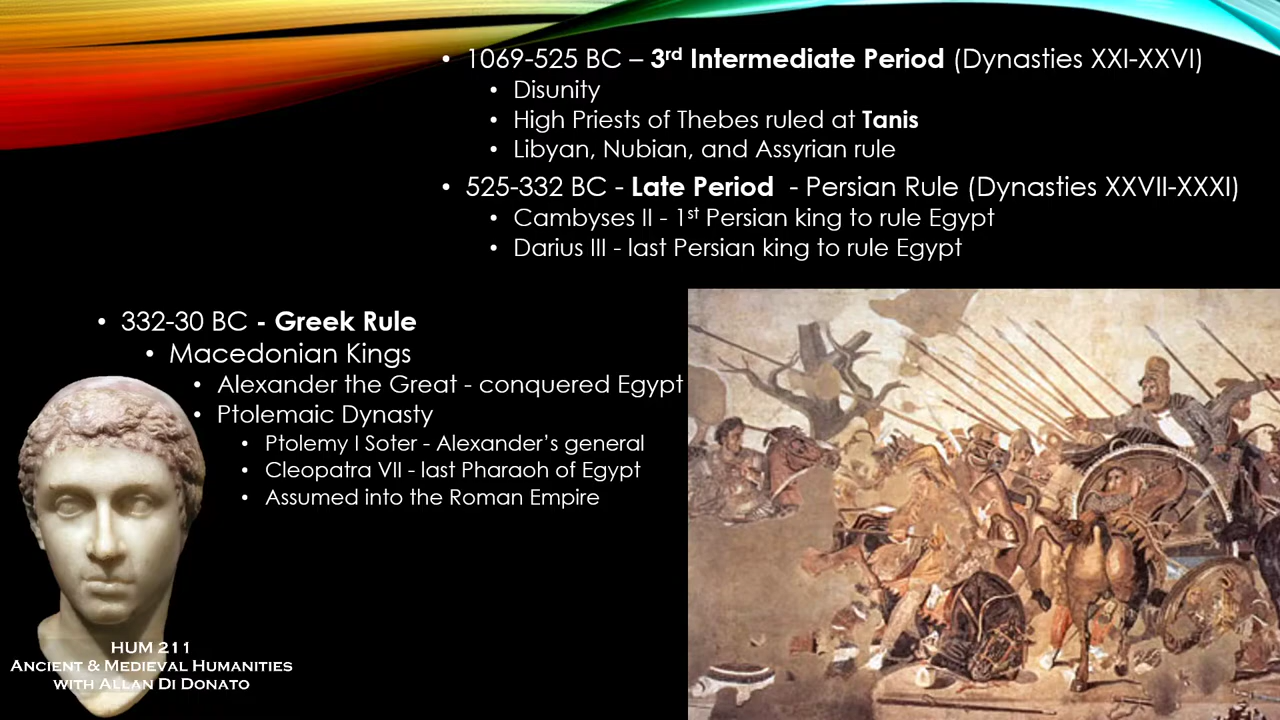 • 1069-525 BC – 3rd Intermediate Period (Dynasties XXI-XXVI)
• Disunity
• High Priests of Thebes ruled at Tanis
• Libyan, Nubian, and Assyrian rule
• 525-332 BC - Late Period - Persian Rule (Dynasties XXVII-XXXI)
• Cambyses II - 1st Persian king to rule Egypt
• Darius III - last Persian king to rule Egypt
• 332-30 BC - Greek Rule
• Macedonian Kings
• Alexander the Great - conquered Egypt
• Ptolemaic Dynasty
• Ptolemy I Soter - Alexander’s general
• Cleopatra VII - last Pharaoh of Egypt
• Assumed into the Roman Empire
HUM 211
Ancient & Medieval Humanities
with Allan Di Donato